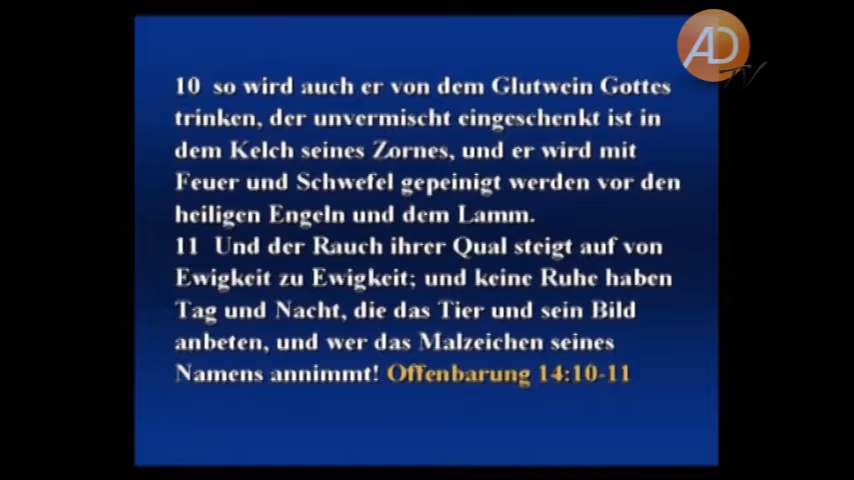 AD
TV
10 so wird auch er von dem Glutwein Gottes
trinken, der unvermischt eingeschenkt ist in
dem Kelch seines Zornes, und er wird mit
Feuer und Schwefel gepeinigt werden vor den
heiligen Engeln und dem Lamm.
11 Und der Rauch ihrer Qual steigt auf von
Ewigkeit zu Ewigkeit; und keine Ruhe haben
Tag und Nacht, die das Tier und sein Bild
anbeten, und wer das Malzeichen seines
Namens annimmt! Offenbarung 14:10-11